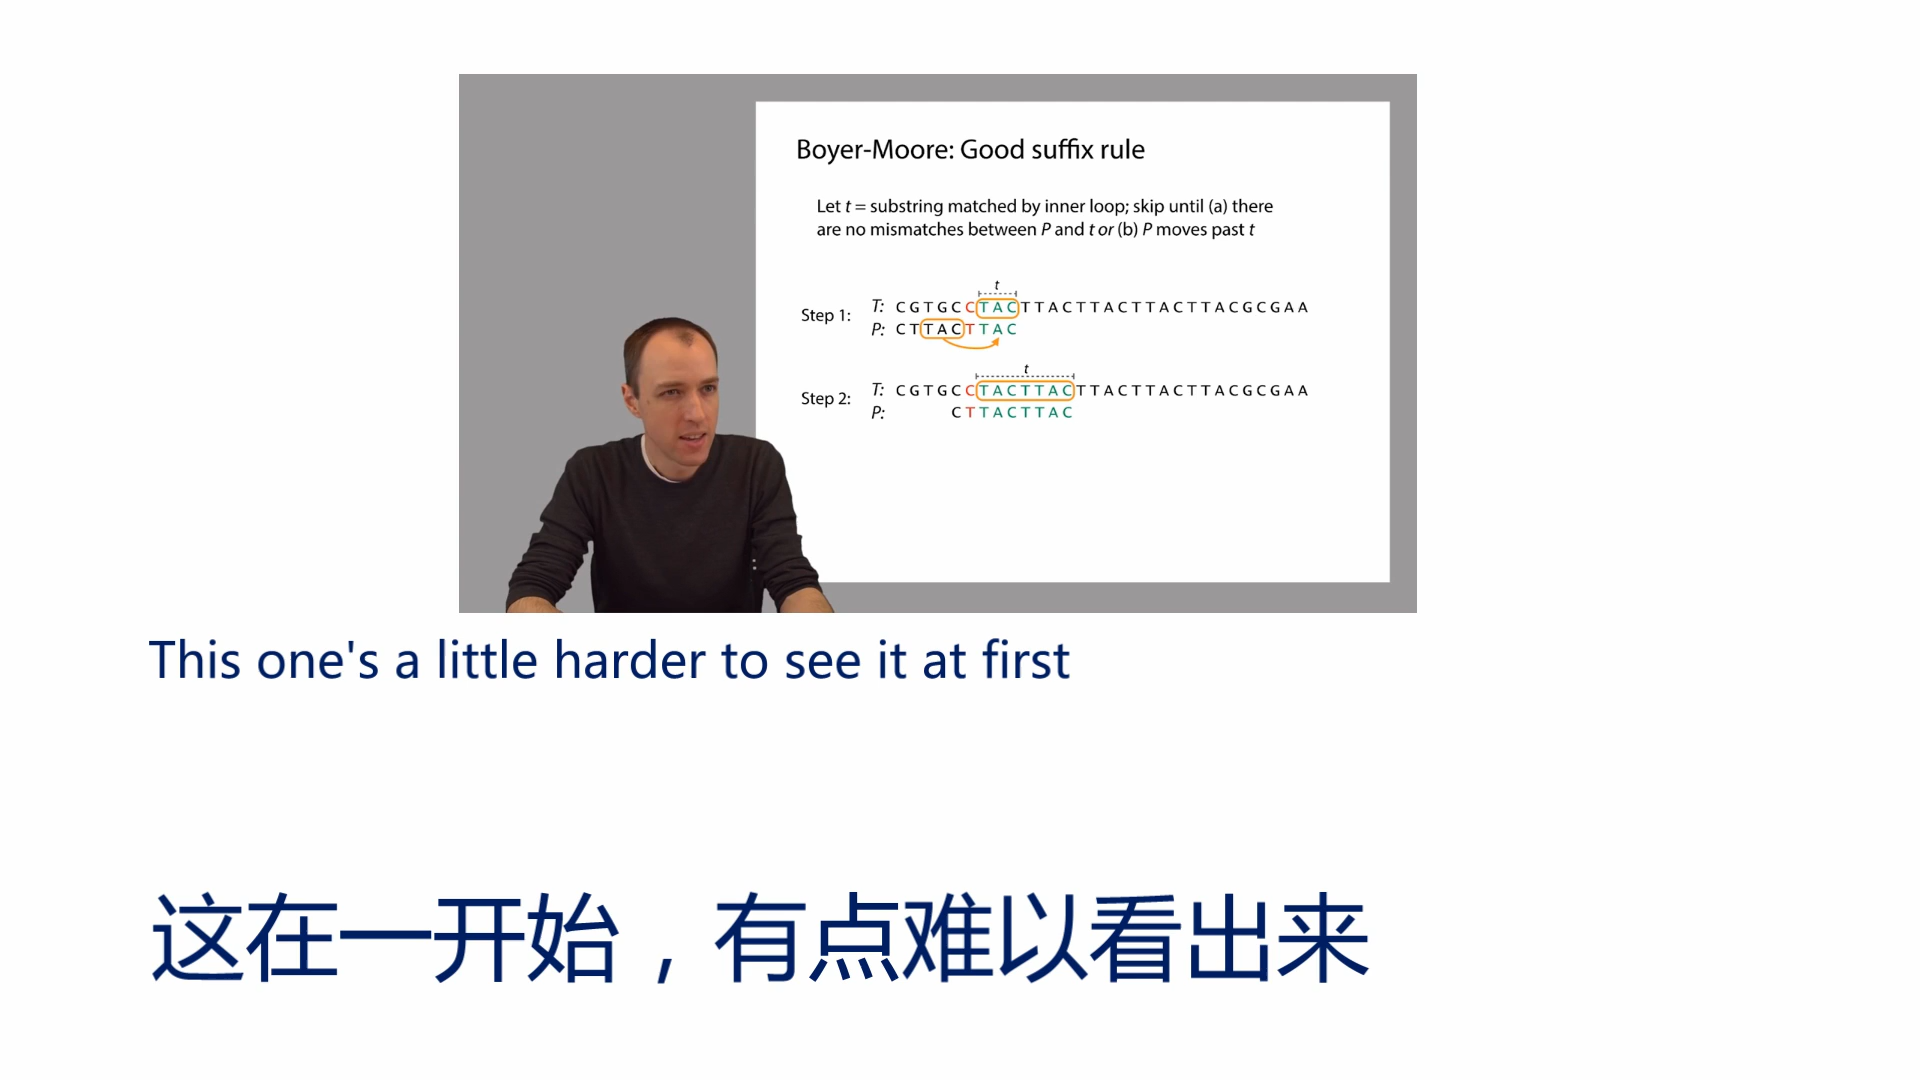 Boyer-Moore: Good suffix rule
Let t = substring matched by inner loop; skip until (a) there
are no mismatches between P and t or (b) P moves past t
t
Step 1:
T: CGTGCCTACTTACTTACTTACTTACGCGAA
P: CTTACTTAC
t
Step 2:
T: CGTGCCTACTTACTTACTTACTTACGCGAA
P: CTTACTTAC
This one's a little harder to see it at first
这在一开始，有点难以看出来